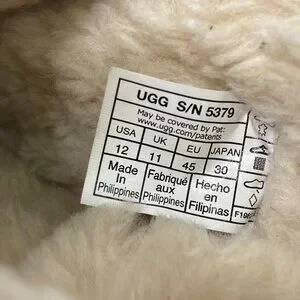 UGG S/N 5379
May be covered by Pat:
www.ugg.com/patents
USA UK EU JAPAN
12 11 45 30
Made in Philippines
Fabriqué aux Philippines
Hecho en Filipinas